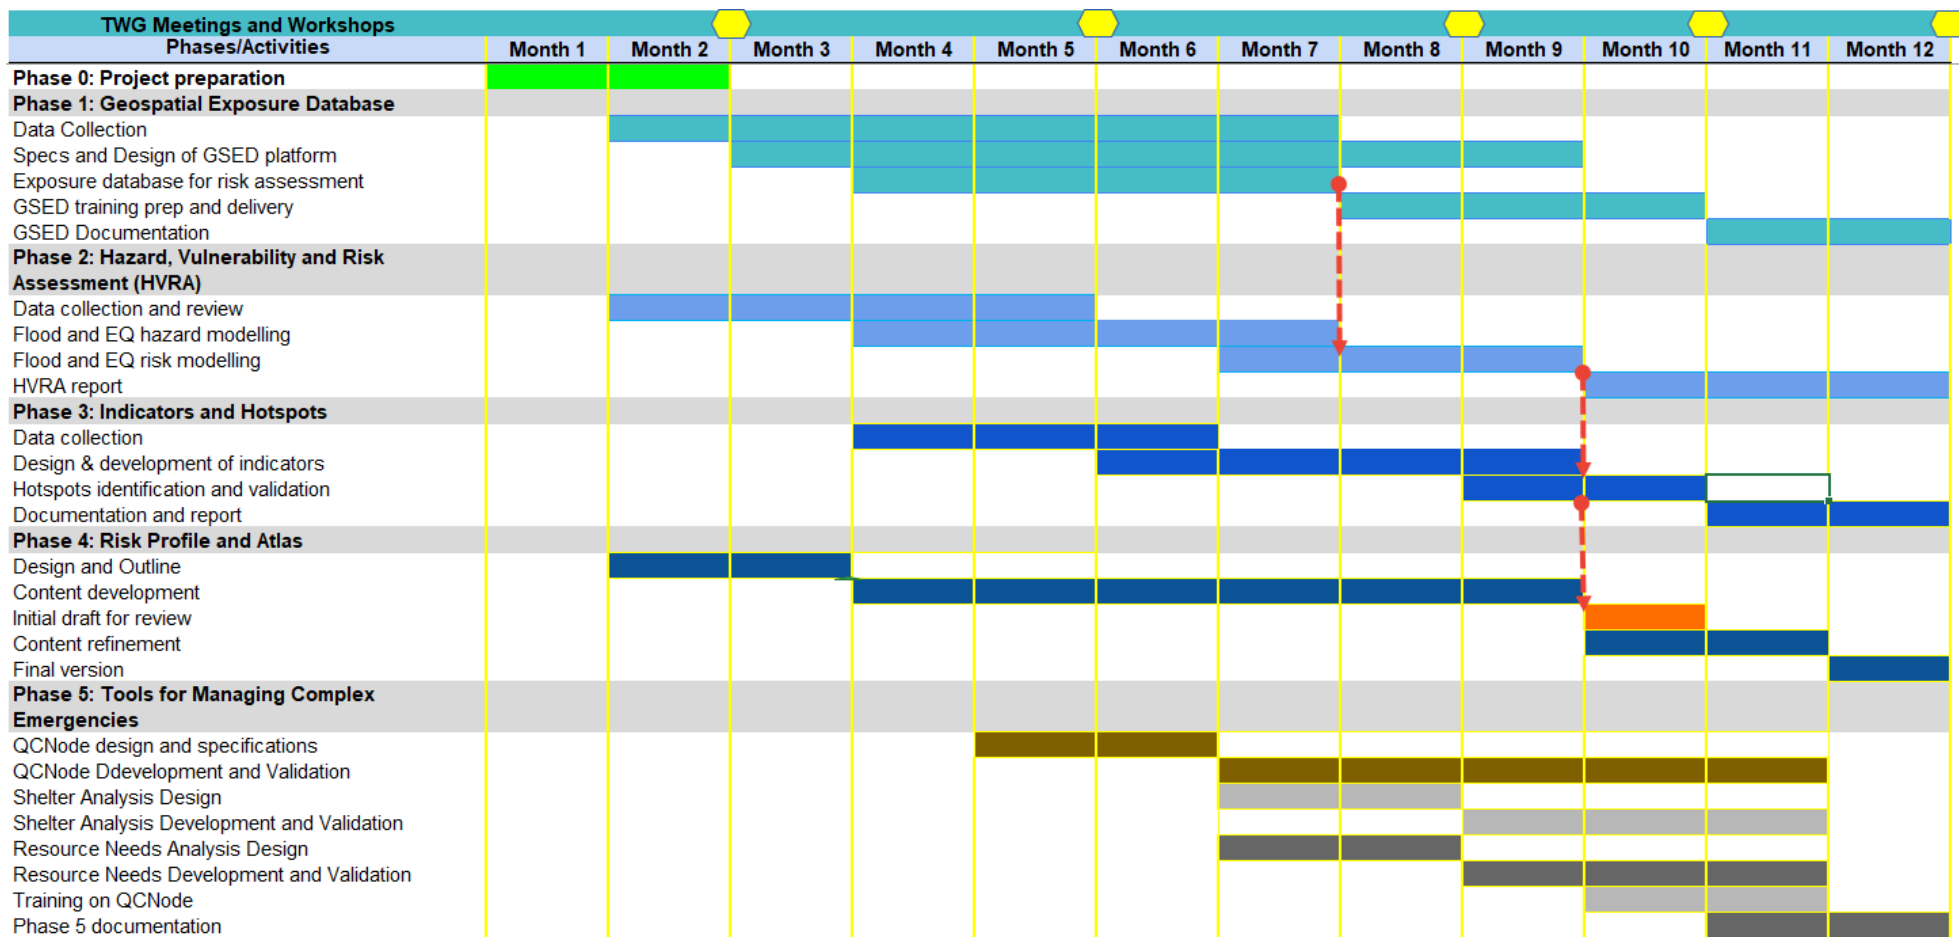 TWG Meetings and Workshops
Phases/Activities Month 1 Month 2 Month 3 Month 4 Month 5 Month 6 Month 7 Month 8 Month 9 Month 10 Month 11 Month 12
Phase 0: Project preparation
Phase 1: Geospatial Exposure Database
Data Collection
Specs and Design of GSED platform
Exposure database for risk assessment
GSED training prep and delivery
GSED Documentation
Phase 2: Hazard, Vulnerability and Risk
Assessment (HVRA)
Data collection and review
Flood and EQ hazard modelling
Flood and EQ risk modelling
HVRA report
Phase 3: Indicators and Hotspots
Data collection
Design & development of indicators
Hotspots identification and validation
Documentation and report
Phase 4: Risk Profile and Atlas
Design and Outline
Content development
Initial draft for review
Content refinement
Final version
Phase 5: Tools for Managing Complex
Emergencies
QCNode design and specifications
QCNode Ddevelopment and Validation
Shelter Analysis Design
Shelter Analysis Development and Validation
Resource Needs Analysis Design
Resource Needs Development and Validation
Training on QCNode
Phase 5 documentation